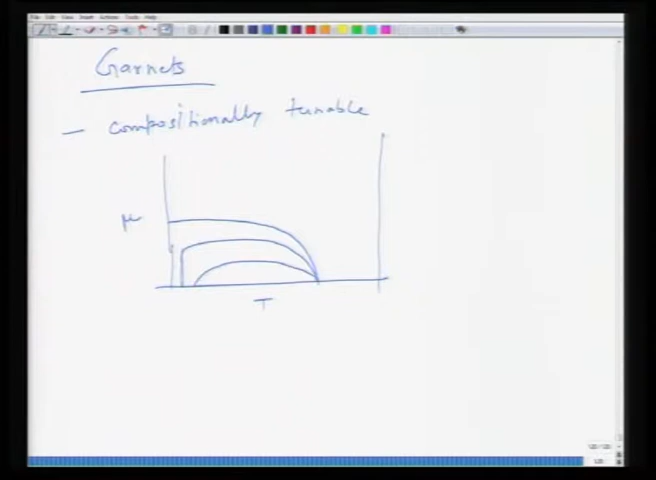 Garnets
— compositionally tunable
μ
T